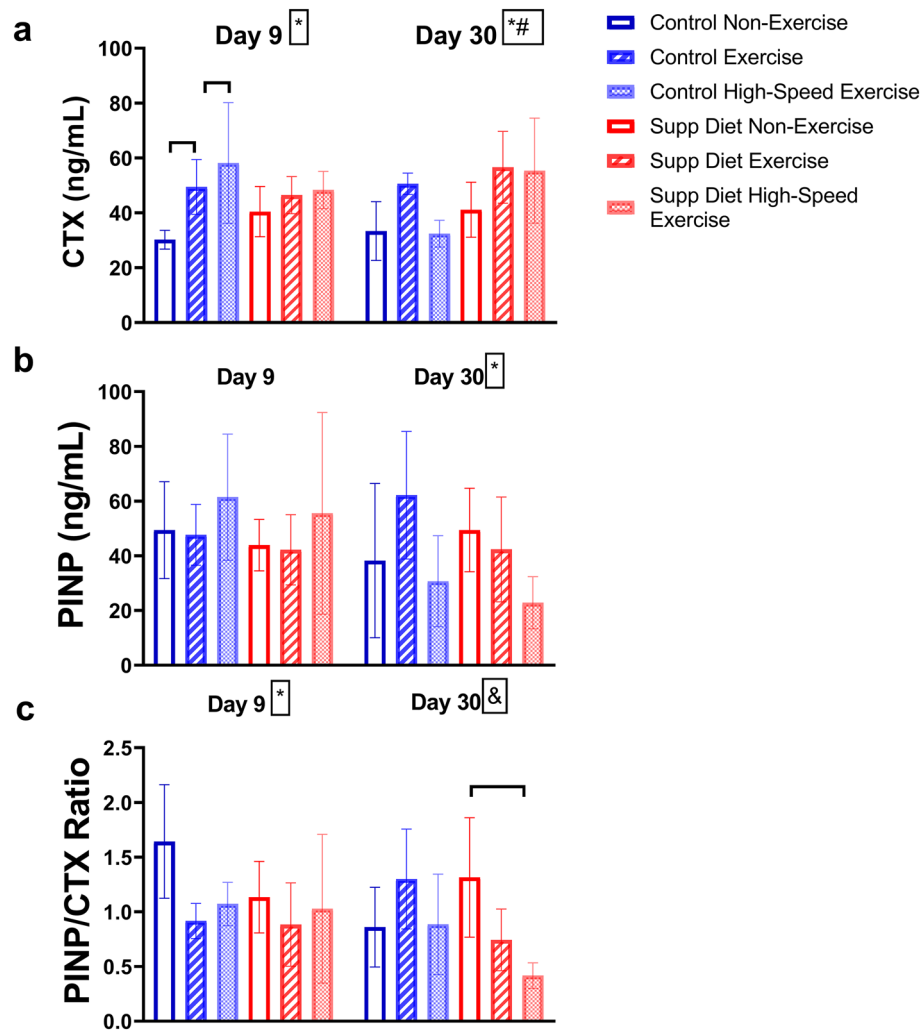 a
Day 9 *
Day 30 *#
CTX (ng/mL)
100
80
60
40
20
0
Control Non-Exercise
Control Exercise
Control High-Speed Exercise
Supp Diet Non-Exercise
Supp Diet Exercise
Supp Diet High-Speed
Exercise
b
Day 9
Day 30 *
PINP (ng/mL)
100
80
60
40
20
0
c
Day 9 *
Day 30 &
PINP/CTX Ratio
2.5
2.0
1.5
1.0
0.5
0.0